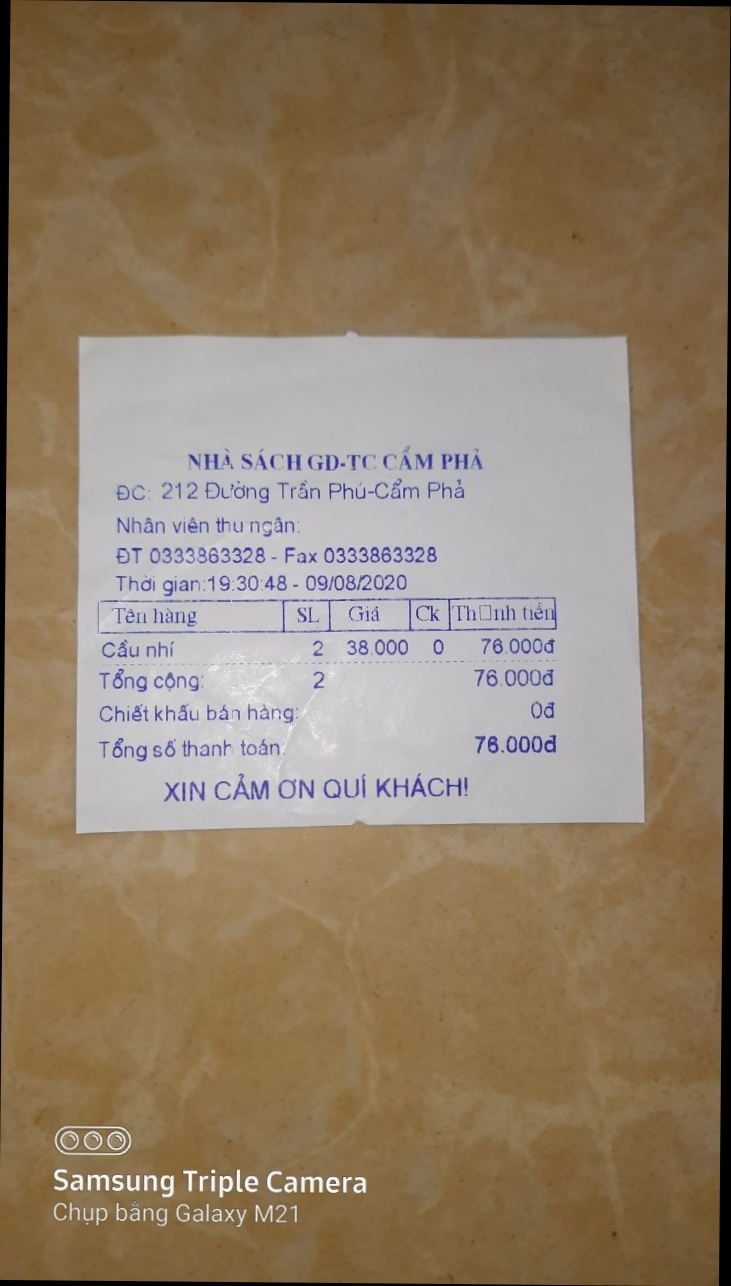 NHÀ SÁCH GD-TC CẨM PHẢ
ĐC: 212 Đường Trần Phú-Cẩm Phả
Nhân viên thu ngân:
ĐT 0333863328 - Fax 0333863328
Thời gian:19:30:48 - 09/08/2020
Tên hàng SL Giá Ck Th□nh tiền
Cầu nhí 2 38.000 0 76.000đ
Tổng cộng: 2 76.000đ
Chiết khấu bán hàng: 0đ
Tổng số thanh toán: 76.000đ
XIN CẢM ƠN QUÍ KHÁCH!
Samsung Triple Camera
Chụp bằng Galaxy M21